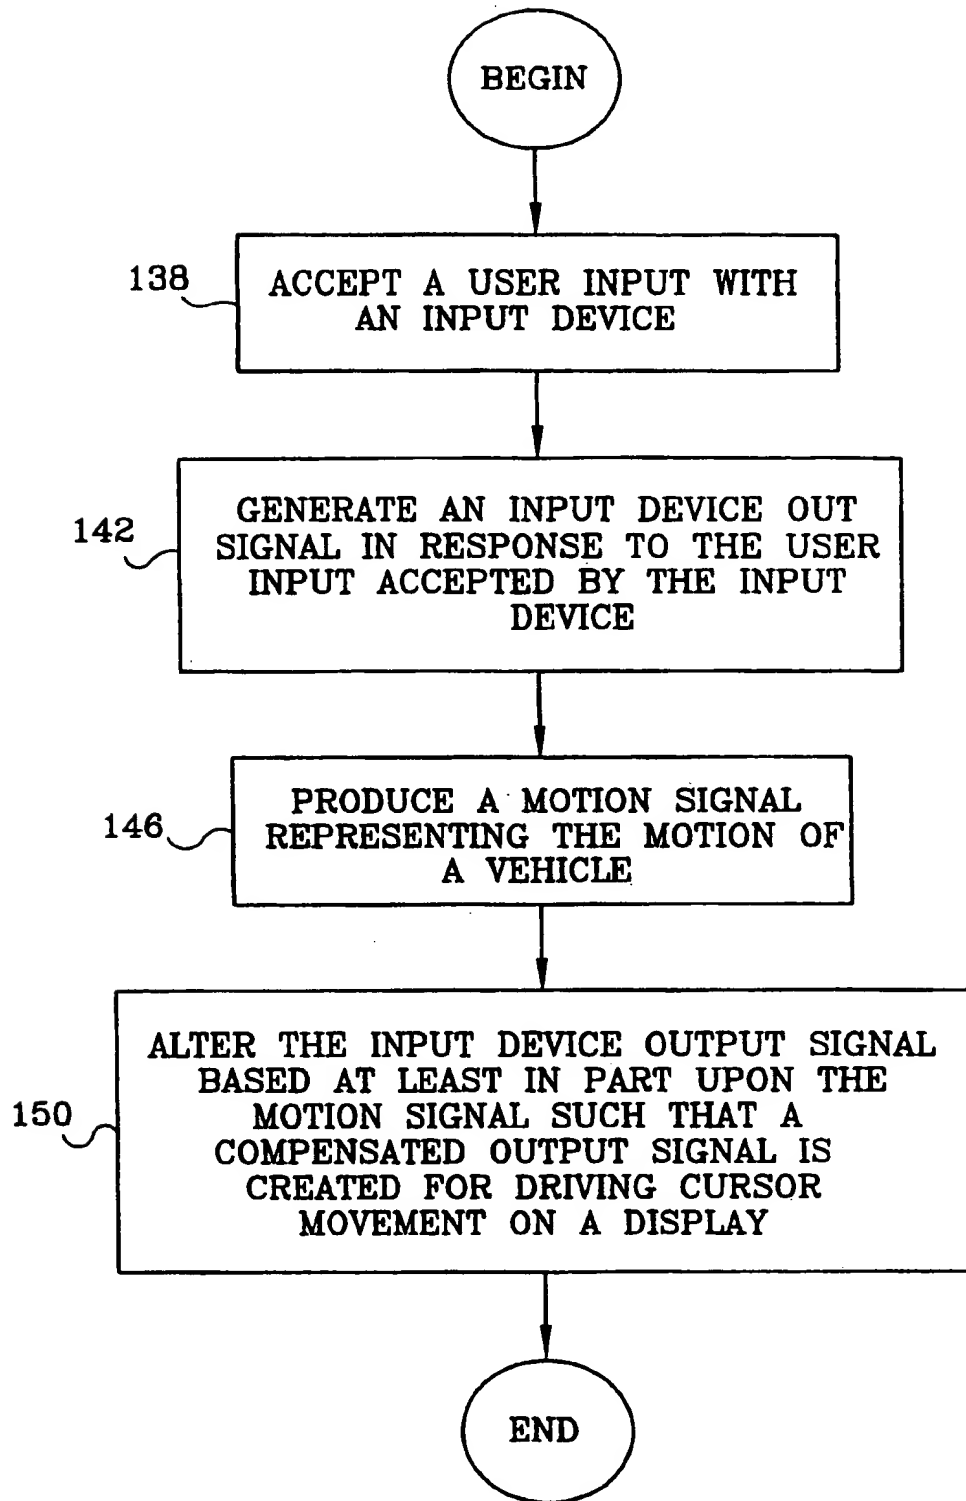 BEGIN
138
ACCEPT A USER INPUT WITH
AN INPUT DEVICE
142
GENERATE AN INPUT DEVICE OUT
SIGNAL IN RESPONSE TO THE USER
INPUT ACCEPTED BY THE INPUT
DEVICE
146
PRODUCE A MOTION SIGNAL
REPRESENTING THE MOTION OF
A VEHICLE
150
ALTER THE INPUT DEVICE OUTPUT SIGNAL
BASED AT LEAST IN PART UPON THE
MOTION SIGNAL SUCH THAT A
COMPENSATED OUTPUT SIGNAL IS
CREATED FOR DRIVING CURSOR
MOVEMENT ON A DISPLAY
END